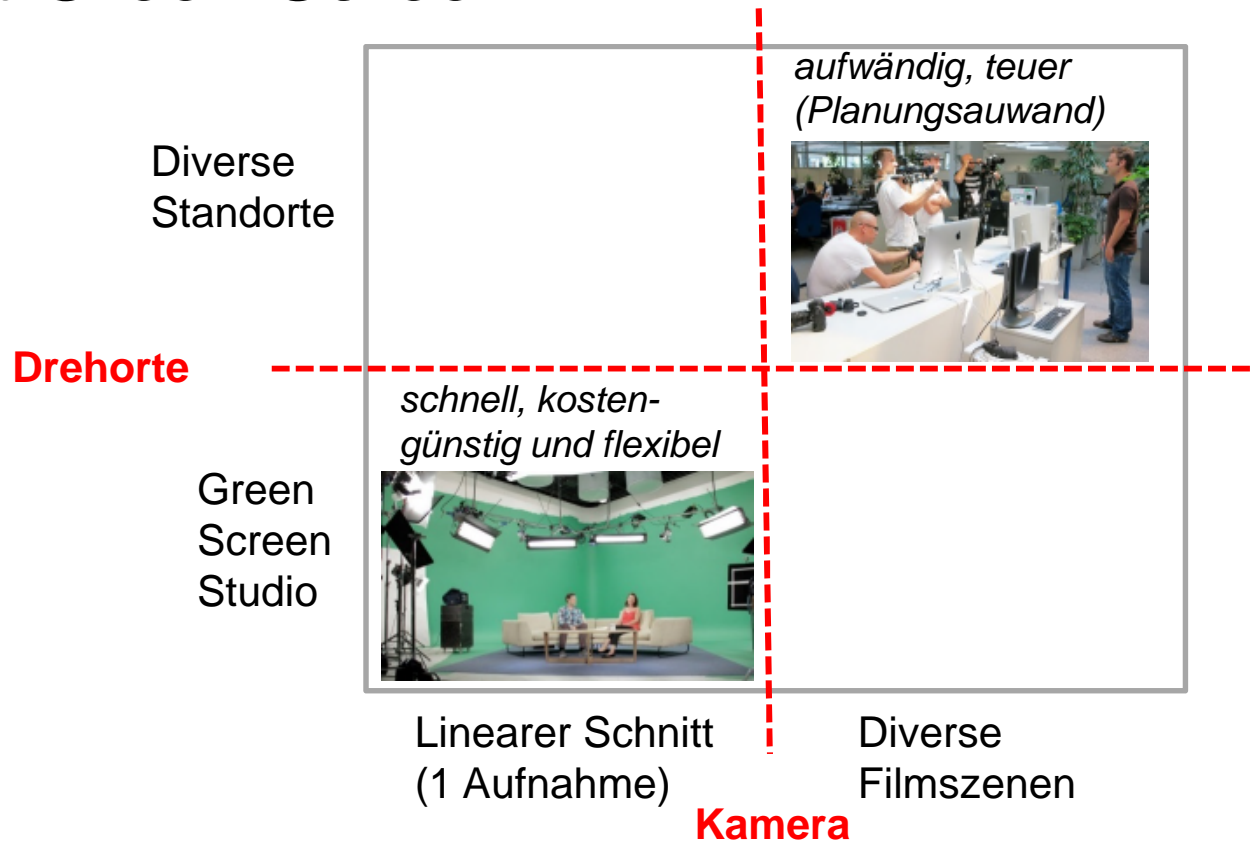 aufwändig, teuer
(Planungsauwand)
Diverse
Standorte
Drehorte
schnell, kosten-
günstig und flexibel
Green
Screen
Studio
Linearer Schnitt
(1 Aufnahme)
Diverse
Filmszenen
Kamera